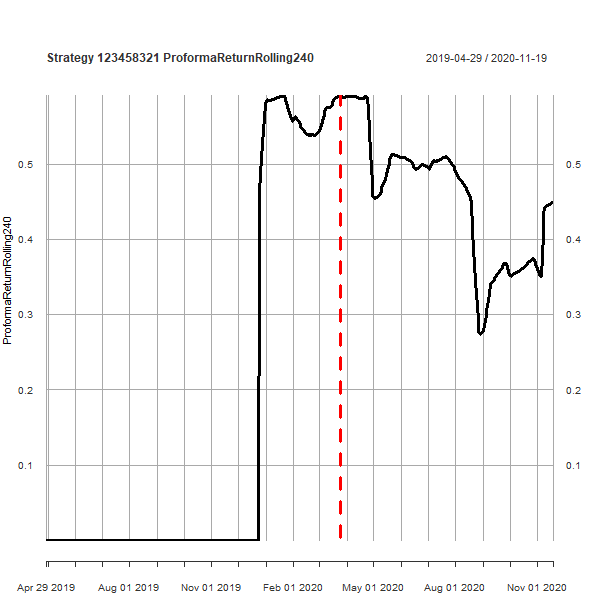 Strategy 123458321 ProformaReturnRolling240
2019-04-29 / 2020-11-19
ProformaReturnRolling240
0.5
0.4
0.3
0.2
0.1
0.5
0.4
0.3
0.2
0.1
Apr 29 2019
Aug 01 2019
Nov 01 2019
Feb 01 2020
May 01 2020
Aug 01 2020
Nov 01 2020